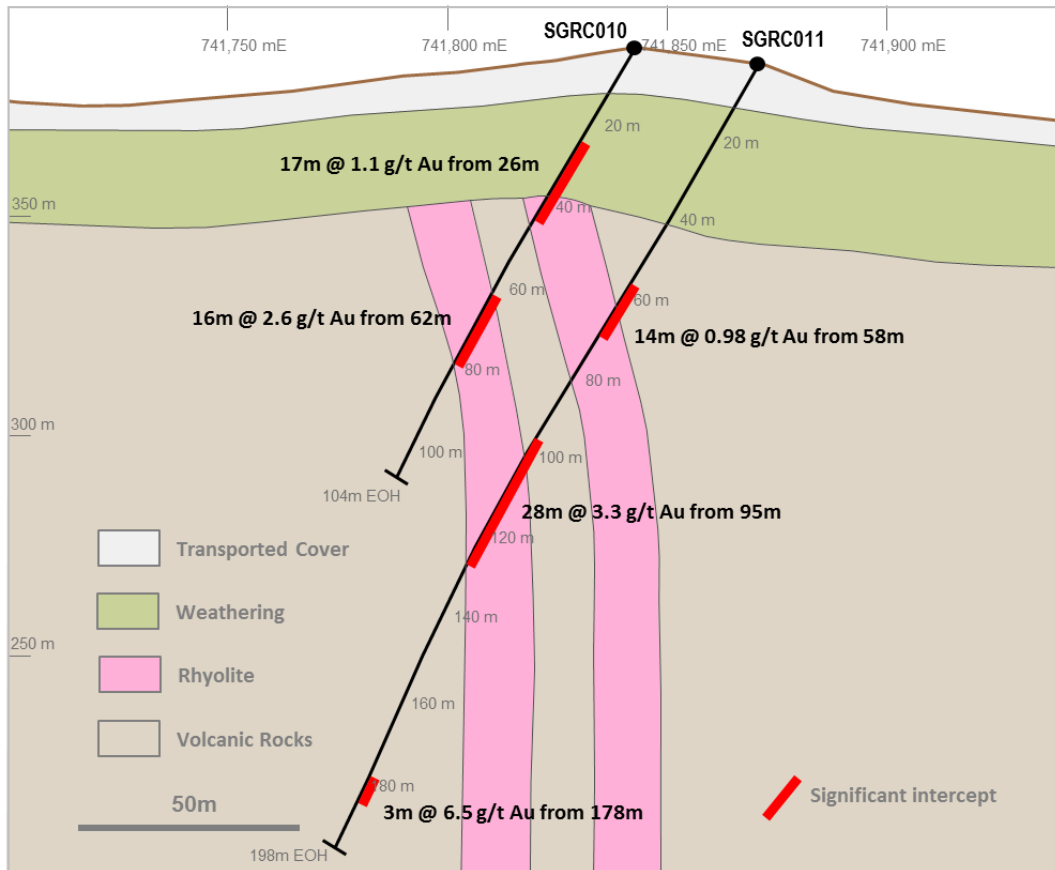 SGRC010
SGRC011
741,750 mE
741,800 mE
741,850 mE
741,900 mE
20 m
20 m
17m @ 1.1 g/t Au from 26m
350 m
40 m
40 m
60 m
60 m
16m @ 2.6 g/t Au from 62m
14m @ 0.98 g/t Au from 58m
80 m
80 m
300 m
100 m
100 m
104m EOH
28m @ 3.3 g/t Au from 95m
120 m
Transported Cover
Weathering
140 m
250 m
Rhyolite
160 m
Volcanic Rocks
180 m
Significant intercept
50m
3m @ 6.5 g/t Au from 178m
198m EOH